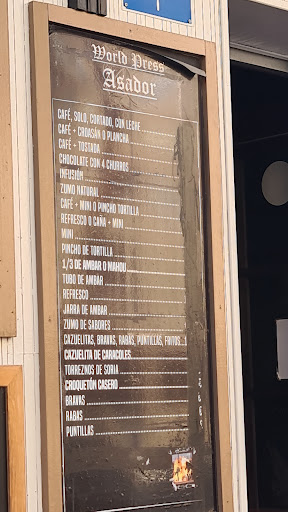 World Press
Asador
CAFÉ, SOLO, CORTADO, CON LECHE
CAFÉ + CROASÁN O PLANCHA
CAFÉ + TOSTADA
CHOCOLATE CON 4 CHURROS
INFUSIÓN
ZUMO NATURAL
CAFÉ + MINI O PINCHO TORTILLA
REFRESCO O CAÑA + MINI
MINI
PINCHO DE TORTILLA
1/3 DE AMBAR O MAHOU
TUBO DE AMBAR
REFRESCO
JARRA DE AMBAR
ZUMO DE SABORES
CAZUELITAS, BRAVAS, RABAS, PUNTILLAS, FRITOS...
CAZUELITA DE CARACOLES
TORREZNOS DE SORIA
CROQUETÓN CASERO
BRAVAS
RABAS
PUNTILLAS